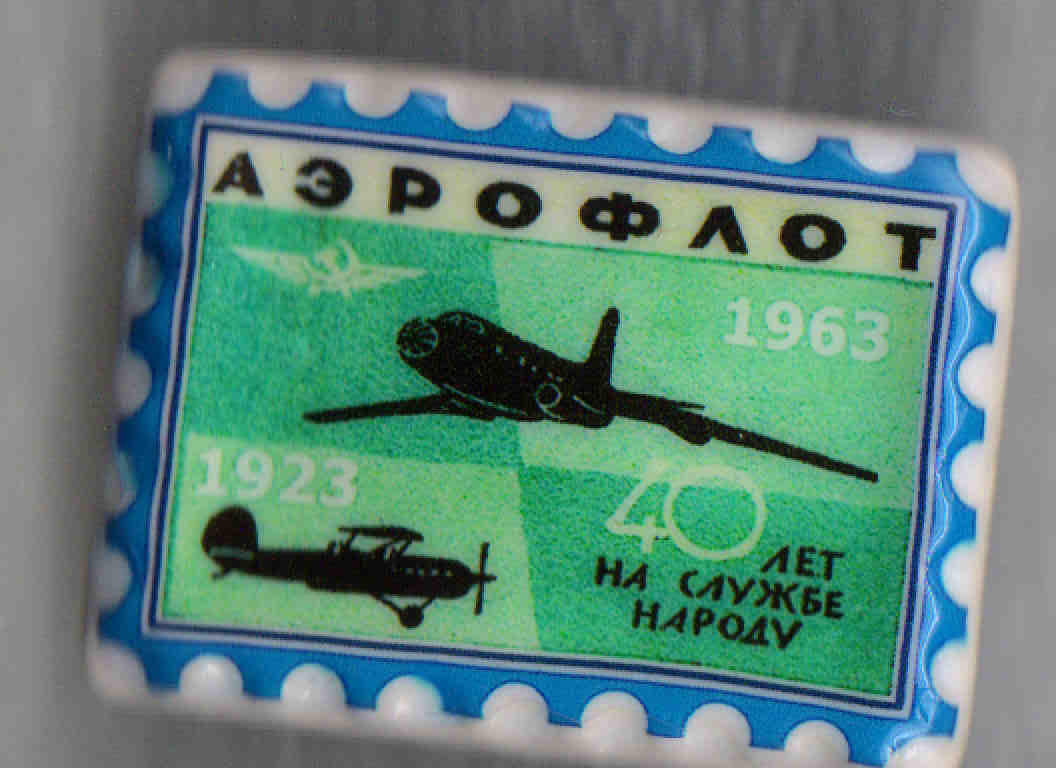 АЭРОФЛОТ
1963
1923
40
ЛЕТ
НА СЛУЖБЕ
НАРОДУ